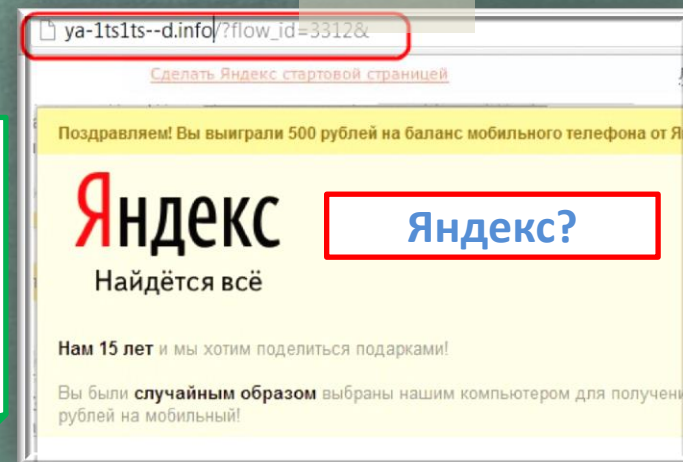 ya-1ts1ts--d.info/?flow_id=3312&
Сделать Яндекс стартовой страницей
Поздравляем! Вы выиграли 500 рублей на баланс мобильного телефона от
Яндекс
Яндекс?
Найдётся всё
Нам 15 лет и мы хотим поделиться подарками!
Вы были случайным образом выбраны нашим компьютером для
рублей на мобильный!